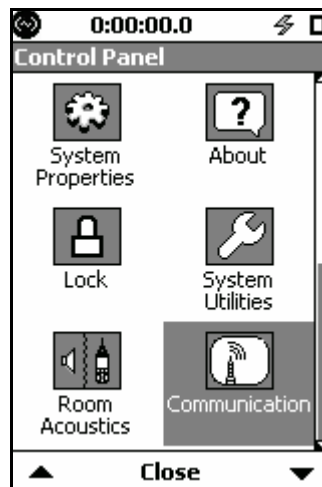 0:00:00.0
Control Panel
?
System
Properties
About
Lock
System
Utilities
Room
Acoustics
Communication
Close